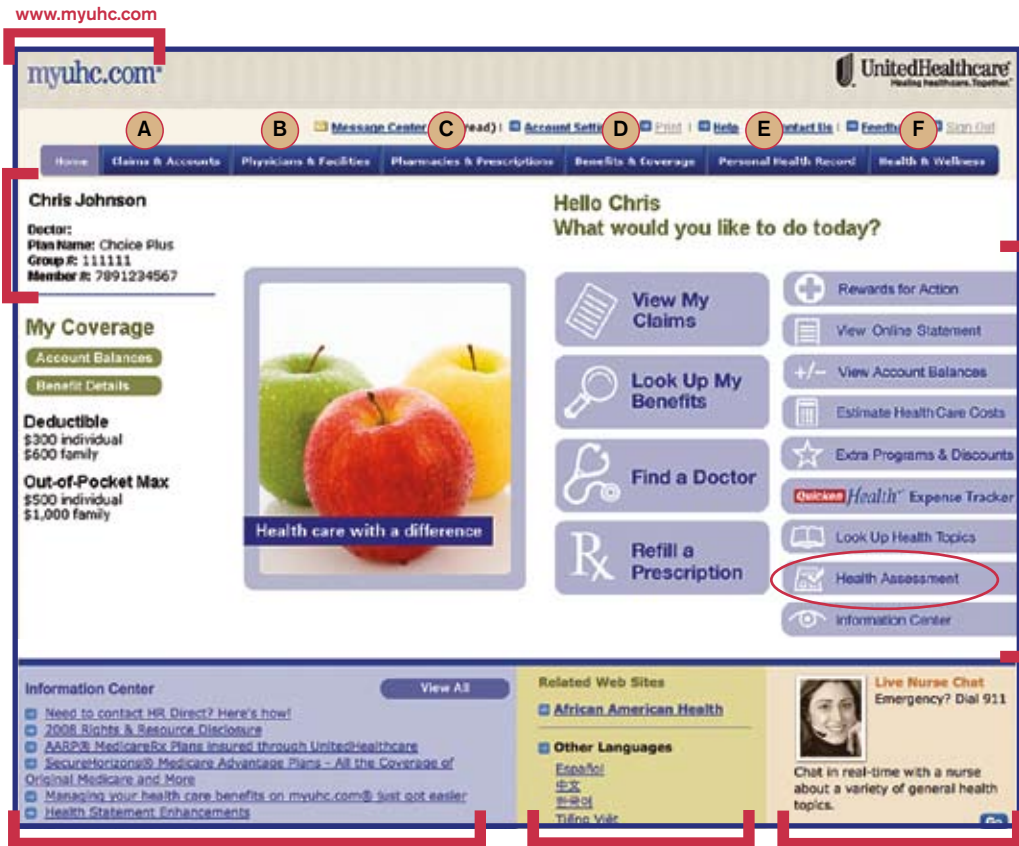 www.myuhc.com
myuhc.com®
UnitedHealthcare®
Healing healthcare. Together.℠
A B C D E F
Message Center ead) | Account Setti Print | Help ntact Us | Feedb Sign Out
Home Claims & Accounts Physicians & Facilities Pharmacies & Prescriptions Benefits & Coverage Personal Health Record Health & Wellness
Chris Johnson
Doctor:
Plan Name: Choice Plus
Group #: 111111
Member #: 7891234567
My Coverage
Account Balances
Benefit Details
Deductible
$300 individual
$600 family
Out-of-Pocket Max
$500 individual
$1,000 family
Health care with a difference
Hello Chris
What would you like to do today?
View My
Claims
Look Up My
Benefits
Find a Doctor
Rx Refill a
Prescription
Rewards for Action
View Online Statement
+/- View Account Balances
Estimate Health Care Costs
Extra Programs & Discounts
Quicken Health™ Expense Tracker
Look Up Health Topics
Health Assessment
Information Center
Information Center View All
Need to contact HR Direct? Here's how!
2008 Rights & Resource Disclosure
AARP® MedicareRx Plans insured through UnitedHealthcare
SecureHorizons® Medicare Advantage Plans - All the Coverage of
Original Medicare and More
Managing your health care benefits on myuhc.com® just got easier
Health Statement Enhancements
Related Web Sites
African American Health
Other Languages
Español
中文
한국어
Tiếng Việt
Live Nurse Chat
Emergency? Dial 911
Chat in real-time with a nurse
about a variety of general health
topics.
Go